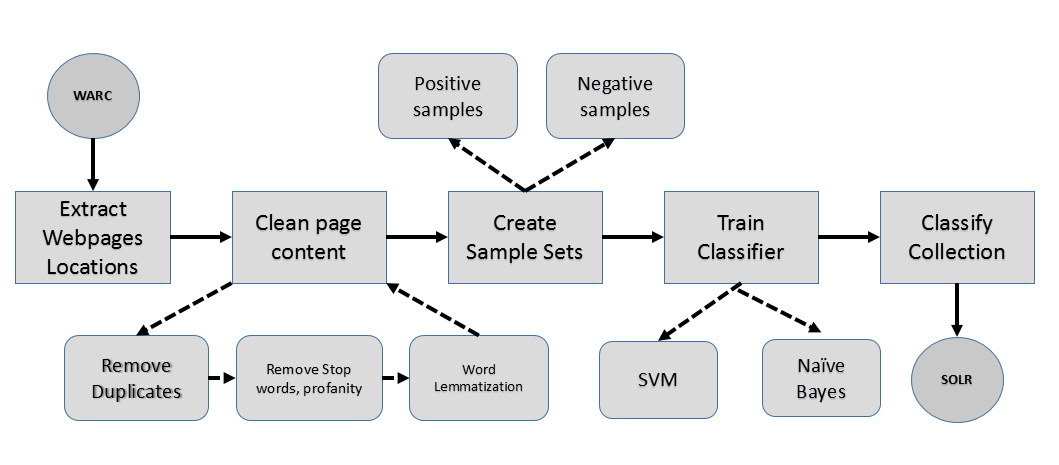 WARC
Positive
samples
Negative
samples
Extract
Webpages
Locations
Clean page
content
Create
Sample Sets
Train
Classifier
Classify
Collection
Remove
Duplicates
Remove Stop
words, profanity
Word
Lemmatization
SVM
Naïve
Bayes
SOLR